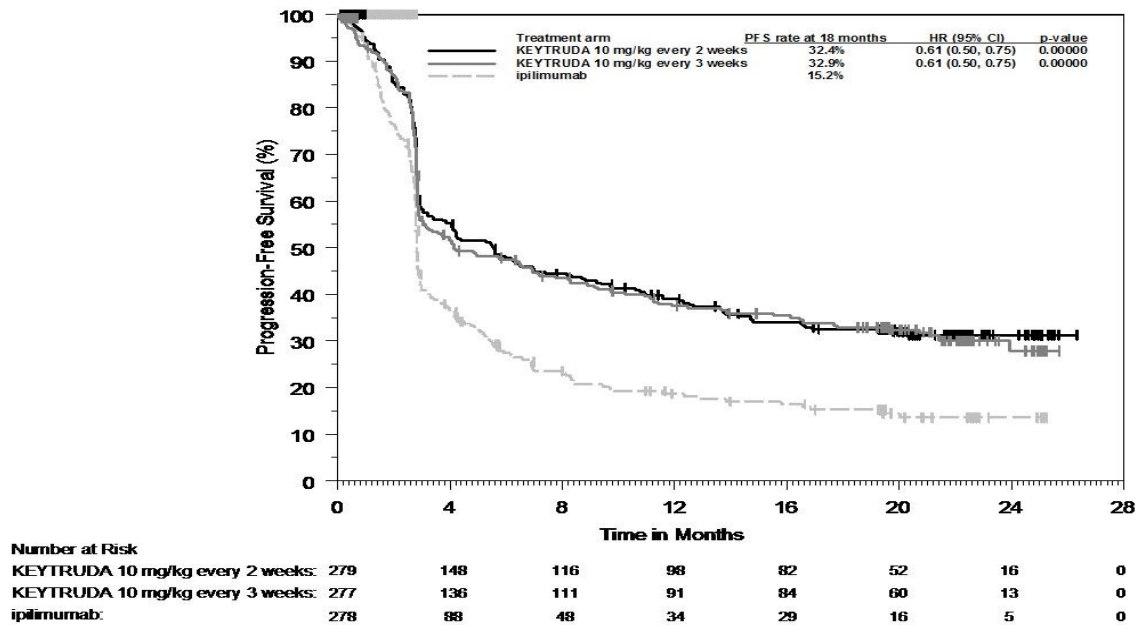 Treatment arm PFS rate at 18 months HR (95% CI) p-value
KEYTRUDA 10 mg/kg every 2 weeks 32.4% 0.61 (0.50, 0.75) 0.00000
KEYTRUDA 10 mg/kg every 3 weeks 32.9% 0.61 (0.50, 0.75) 0.00000
ipilimumab 15.2%
Progression-Free Survival (%)
100
90
80
70
60
50
40
30
20
10
0
0 4 8 12 16 20 24 28
Time in Months
Number at Risk
KEYTRUDA 10 mg/kg every 2 weeks: 279 148 116 98 82 52 16 0
KEYTRUDA 10 mg/kg every 3 weeks: 277 136 111 91 84 60 13 0
ipilimumab: 278 88 48 34 29 16 5 0